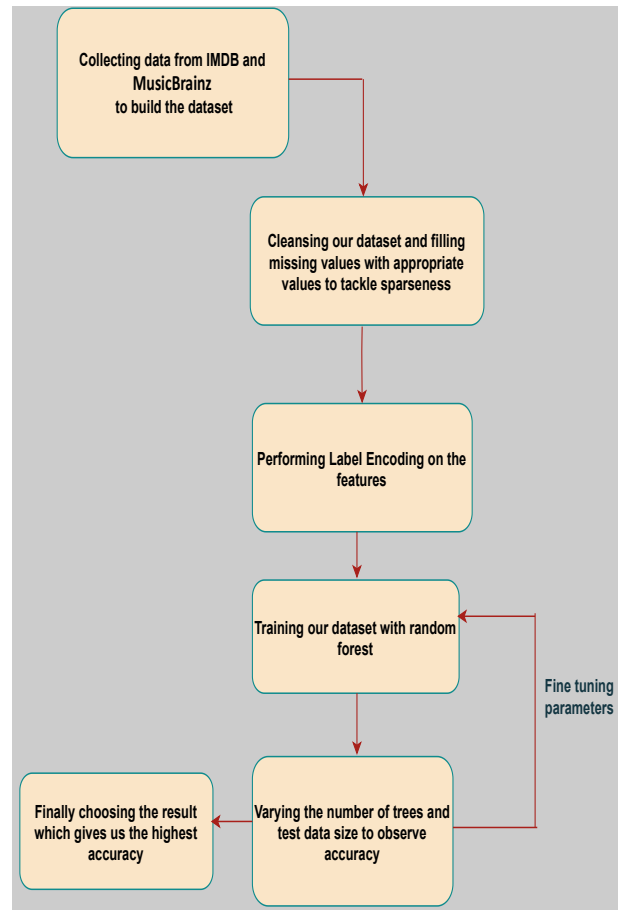 Collecting data from IMDB and
MusicBrainz
to build the dataset
Cleansing our dataset and filling
missing values with appropriate
values to tackle sparseness
Performing Label Encoding on the
features
Training our dataset with random
forest
Fine tuning
parameters
Varying the number of trees and
test data size to observe
accuracy
Finally choosing the result
which gives us the highest
accuracy